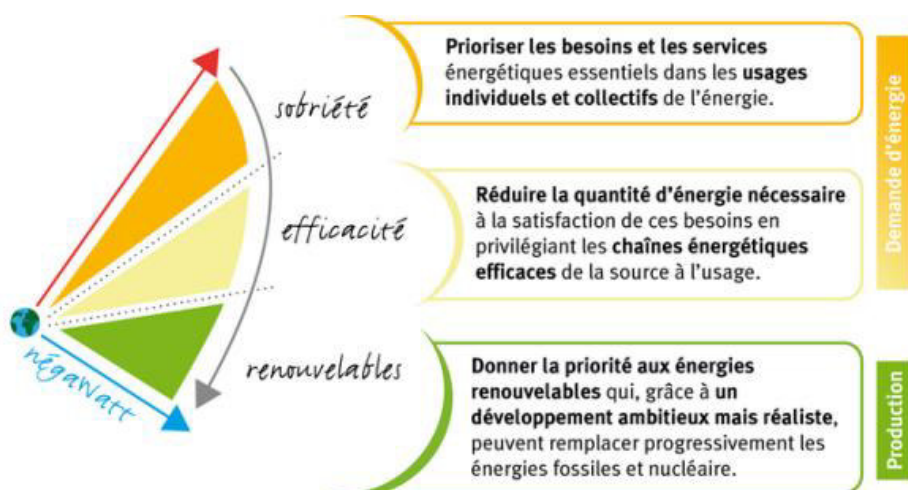 Prioriser les besoins et les services
énergétiques essentiels dans les usages
individuels et collectifs de l'énergie.
sobriété
Demande d'énergie
Réduire la quantité d'énergie nécessaire
à la satisfaction de ces besoins en
privilégiant les chaînes énergétiques
efficaces de la source à l'usage.
efficacité
Donner la priorité aux énergies
renouvelables qui, grâce à un
développement ambitieux mais réaliste,
peuvent remplacer progressivement les
énergies fossiles et nucléaire.
renouvelables
négawatt
Production